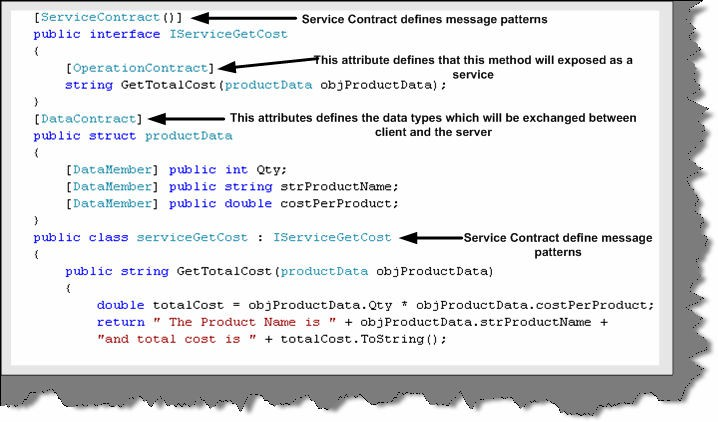 [ServiceContract()]
Service Contract defines message patterns
public interface IServiceGetCost
{
[OperationContract]
This attribute defines that this method will exposed as a
service
string GetTotalCost(productData objProductData);
}
[DataContract]
This attributes defines the data types which will be exchanged between
client and the server
public struct productData
{
[DataMember] public int Qty;
[DataMember] public string strProductName;
[DataMember] public double costPerProduct;
}
public class serviceGetCost : IServiceGetCost
Service Contract define message
patterns
{
public string GetTotalCost(productData objProductData)
{
double totalCost = objProductData.Qty * objProductData.costPerProduct;
return " The Product Name is " + objProductData.strProductName +
"and total cost is " + totalCost.ToString();